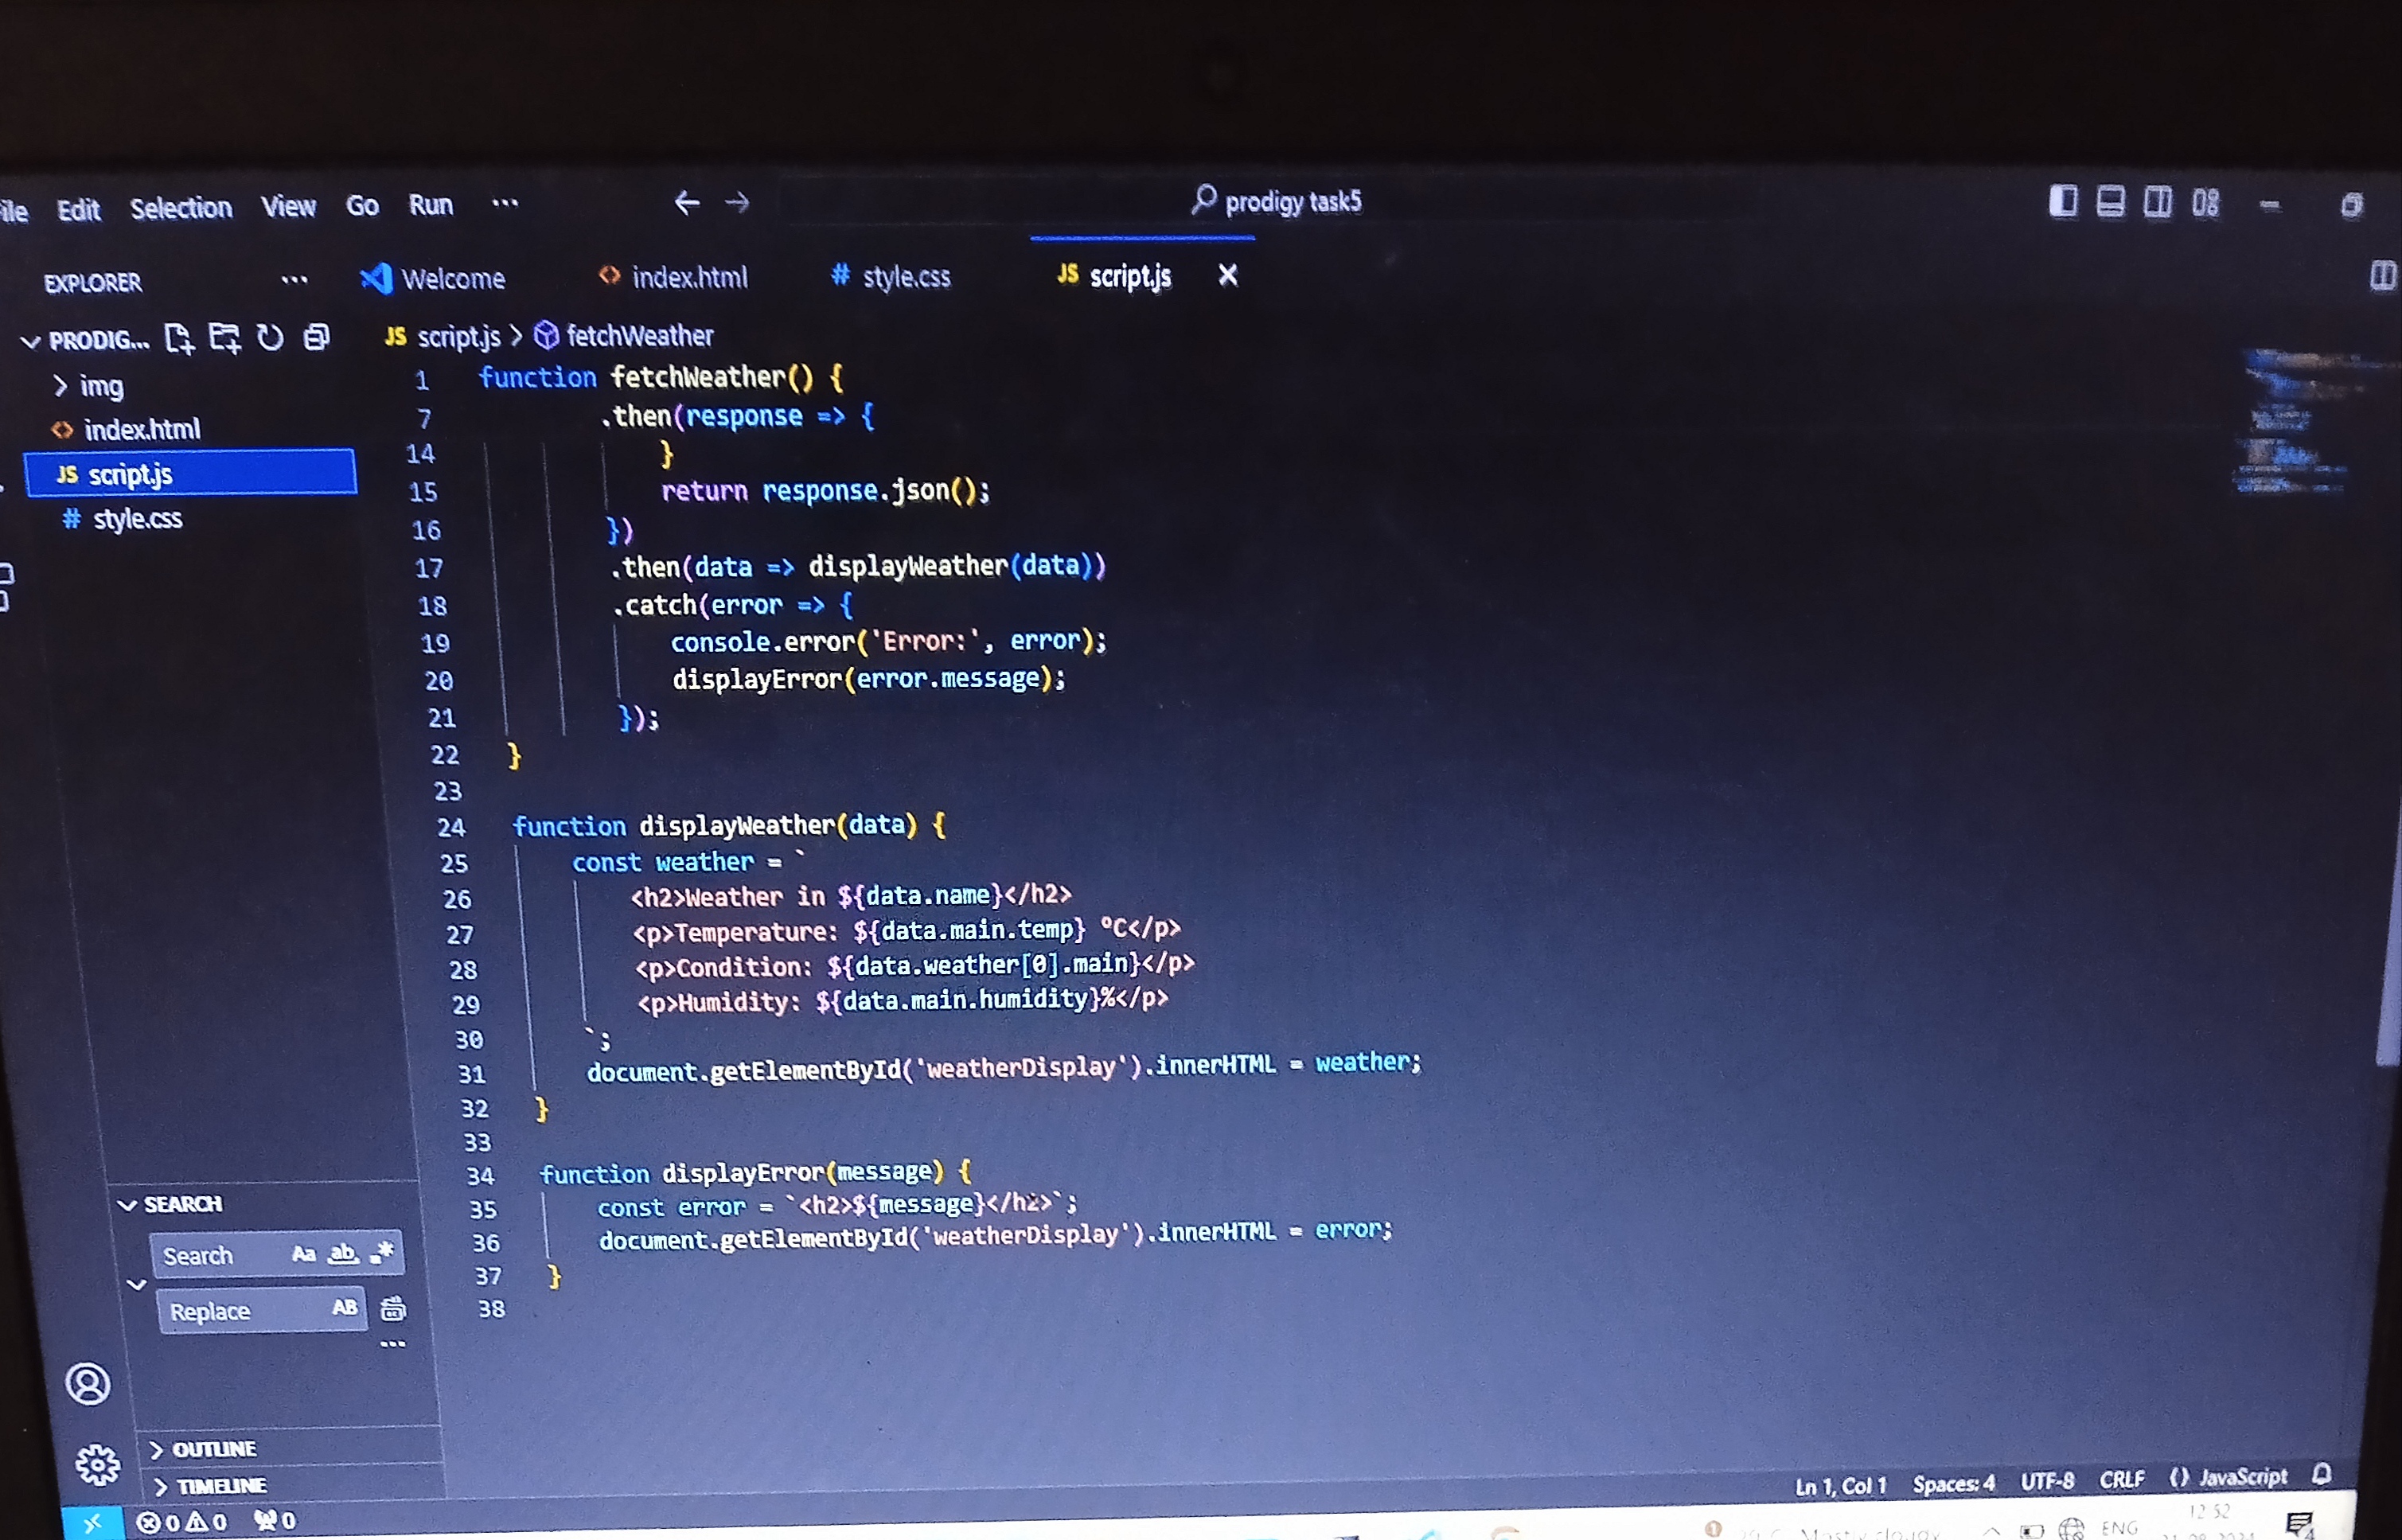 Edit Selection View Go Run ...
prodigy task5
EXPLORER ...
Welcome
index.html
# style.css
JS script.js
PRODIG...
img
index.html
JS script.js
# style.css
JS script.js > fetchWeather
1 function fetchWeather() {
7 .then(response => {
14 }
15 return response.json();
16 })
17 .then(data => displayWeather(data))
18 .catch(error => {
19 console.error('Error:', error);
20 displayError(error.message);
21 });
22 }
23
24 function displayWeather(data) {
25 const weather = `
26 <h2>Weather in ${data.name}</h2>
27 <p>Temperature: ${data.main.temp} °C</p>
28 <p>Condition: ${data.weather[0].main}</p>
29 <p>Humidity: ${data.main.humidity}%</p>
30 `;
31 document.getElementById('weatherDisplay').innerHTML = weather;
32 }
33
34 function displayError(message) {
35 const error = `<h2>${message}</h2>`;
36 document.getElementById('weatherDisplay').innerHTML = error;
37 }
38
SEARCH
Search Aa ab .*
Replace AB
...
OUTLINE
TIMELINE
0 0 0
Ln 1, Col 1 Spaces: 4 UTF-8 CRLF {} JavaScript
Mostly cloudy
ENG
12 52